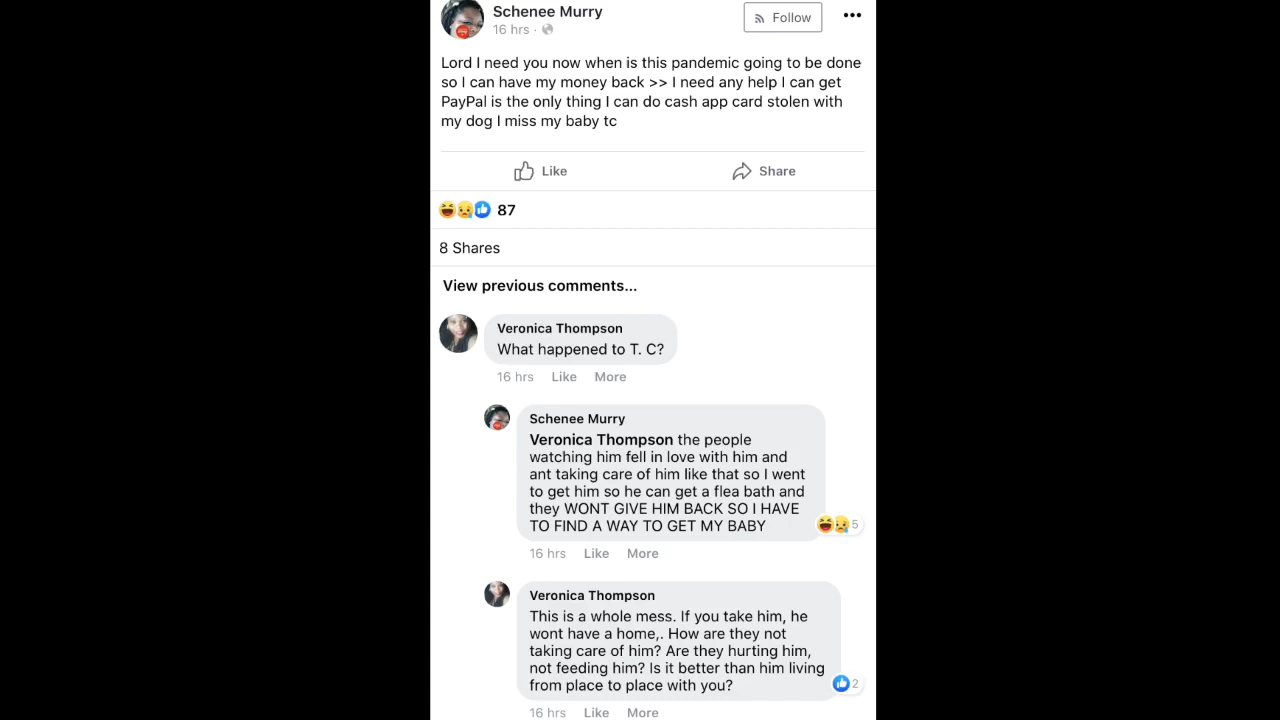 Schenee Murry
16 hrs ·
Follow
Lord I need you now when is this pandemic going to be done
so I can have my money back >> I need any help I can get
PayPal is the only thing I can do cash app card stolen with
my dog I miss my baby tc
Like
Share
87
8 Shares
View previous comments...
Veronica Thompson
What happened to T. C?
16 hrs Like More
Schenee Murry
Veronica Thompson the people
watching him fell in love with him and
ant taking care of him like that so I went
to get him so he can get a flea bath and
they WONT GIVE HIM BACK SO I HAVE
TO FIND A WAY TO GET MY BABY
5
16 hrs Like More
Veronica Thompson
This is a whole mess. If you take him, he
wont have a home,. How are they not
taking care of him? Are they hurting him,
not feeding him? Is it better than him living
from place to place with you?
2
16 hrs Like More